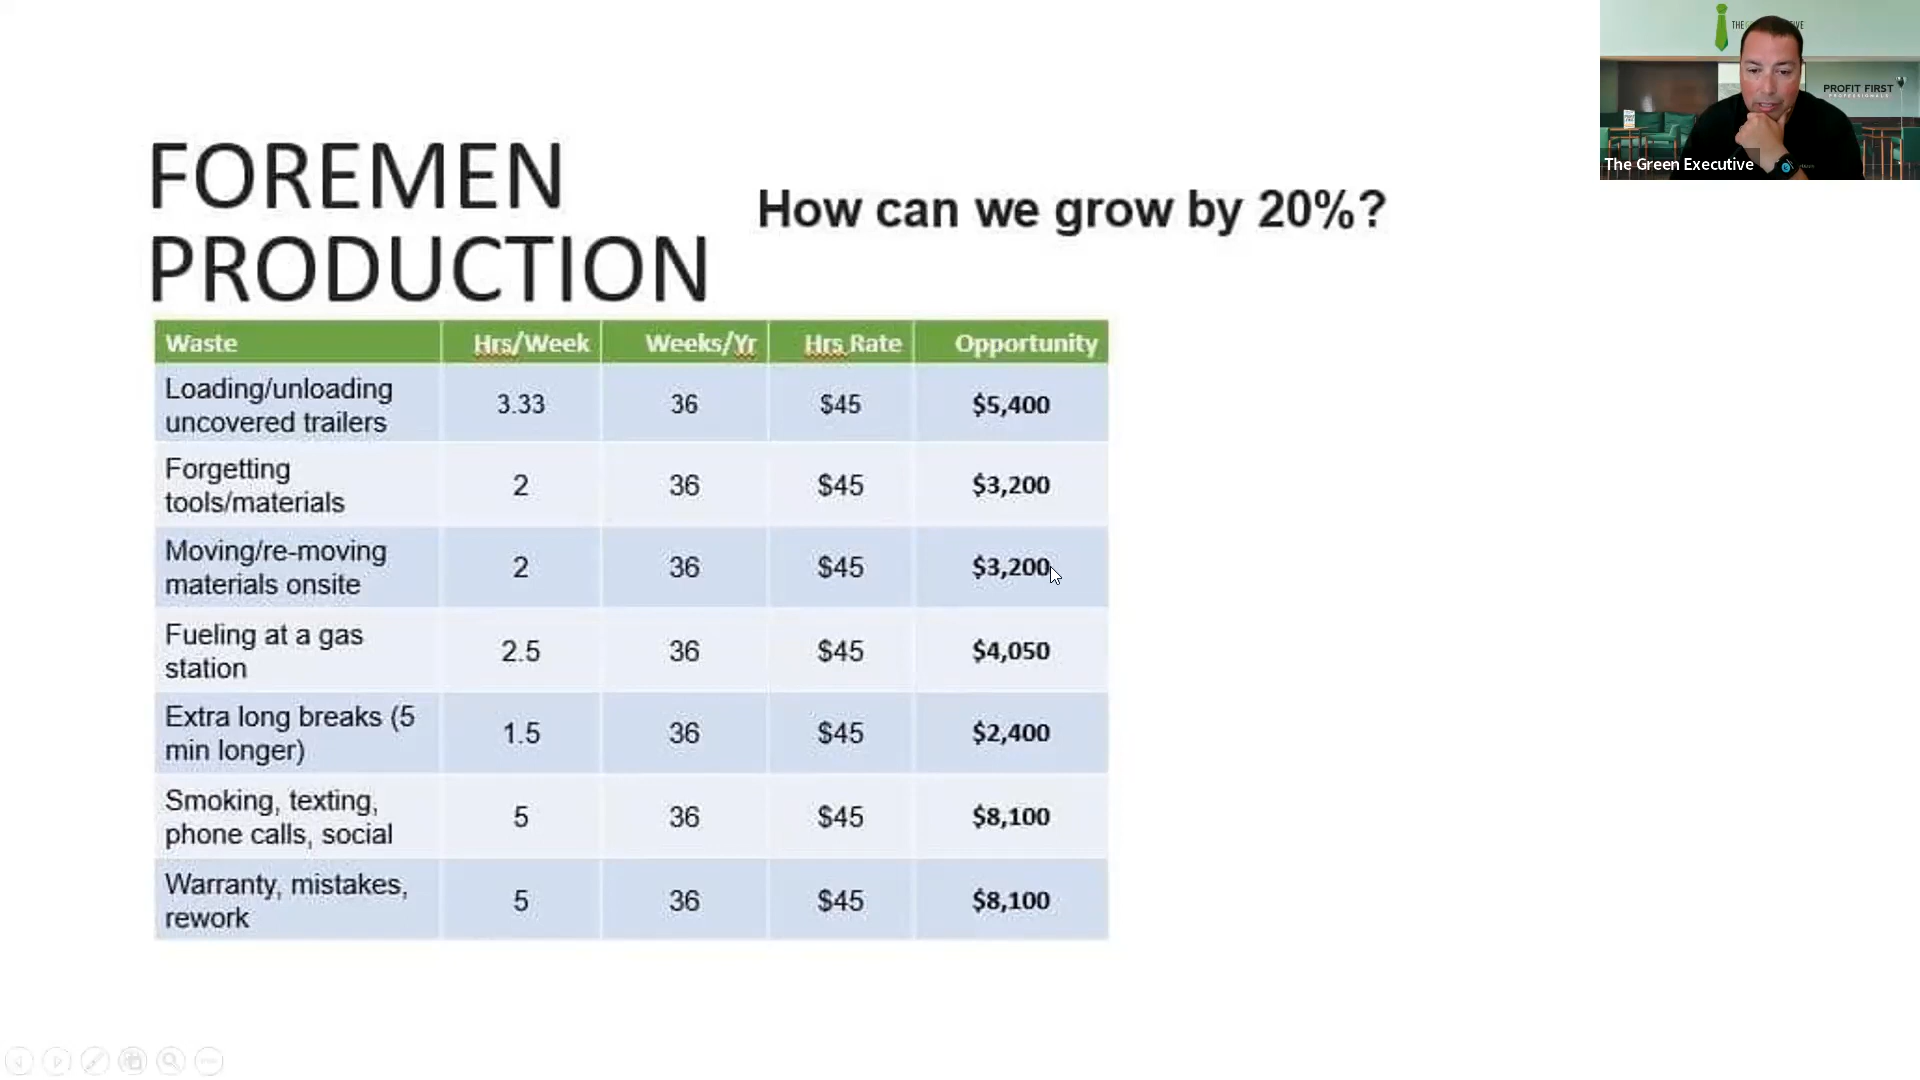 THE
PROFIT FIRST
PROFESSIONALS
The Green Executive
FOREMEN
PRODUCTION
How can we grow by 20%?
Waste Hrs/Week Weeks/Yr Hrs Rate Opportunity
Loading/unloading
uncovered trailers 3.33 36 $45 $5,400
Forgetting
tools/materials 2 36 $45 $3,200
Moving/re-moving
materials onsite 2 36 $45 $3,200
Fueling at a gas
station 2.5 36 $45 $4,050
Extra long breaks (5
min longer) 1.5 36 $45 $2,400
Smoking, texting,
phone calls, social 5 36 $45 $8,100
Warranty, mistakes,
rework 5 36 $45 $8,100